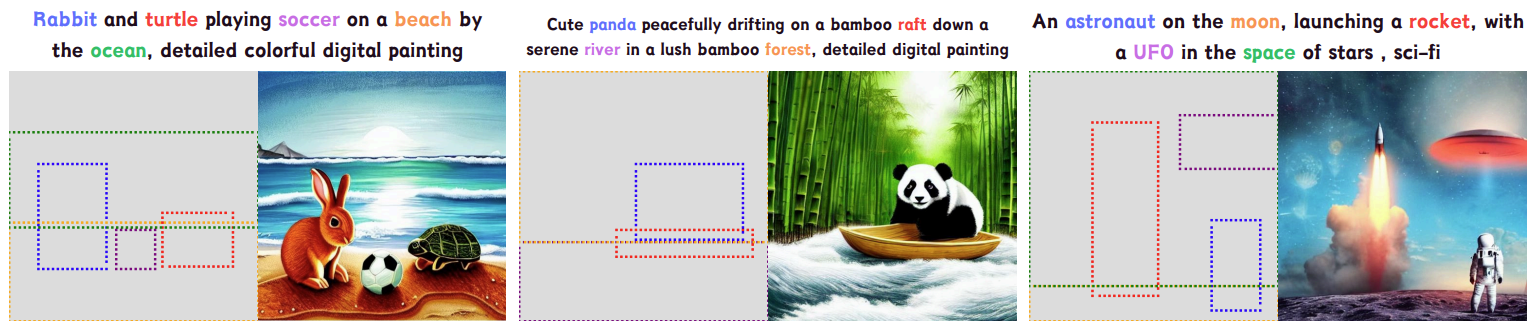 Rabbit and turtle playing soccer on a beach by
the ocean, detailed colorful digital painting
Cute panda peacefully drifting on a bamboo raft down a
serene river in a lush bamboo forest, detailed digital painting
An astronaut on the moon, launching a rocket, with
a UFO in the space of stars , sci-fi